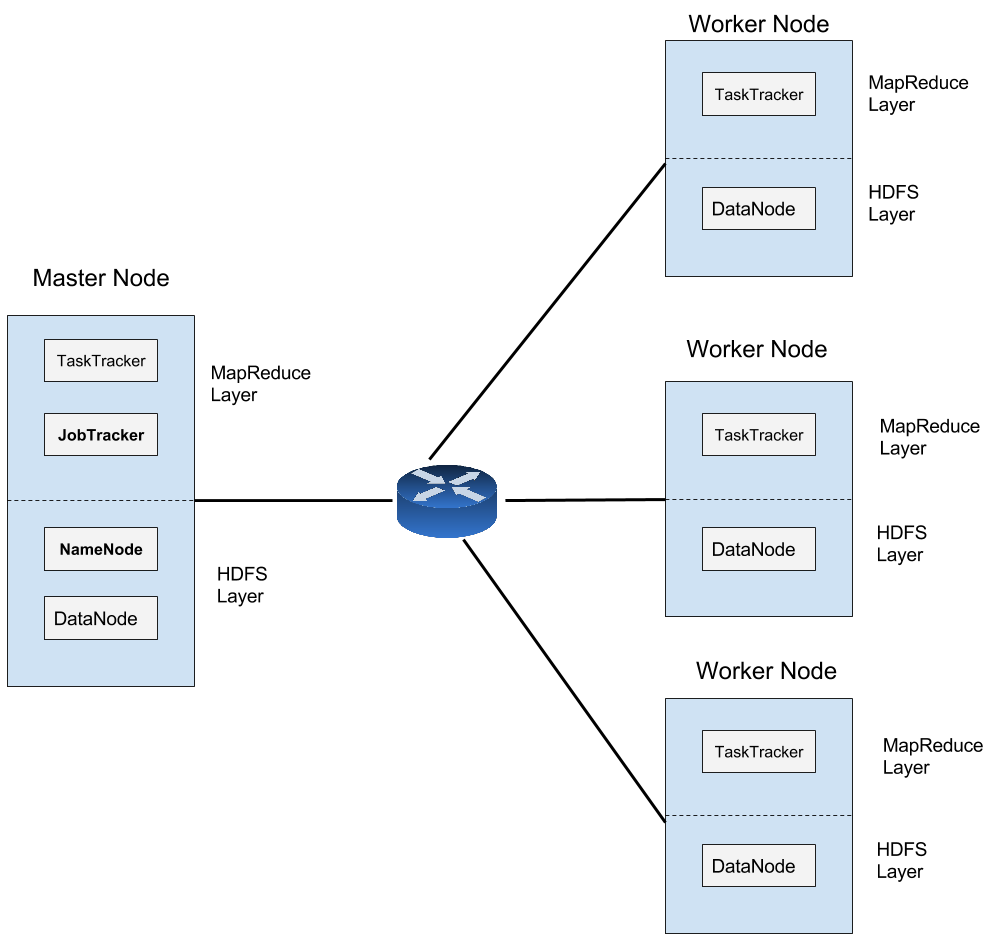 Master Node
TaskTracker
JobTracker
MapReduce
Layer
NameNode
DataNode
HDFS
Layer
Worker Node
TaskTracker
MapReduce
Layer
DataNode
HDFS
Layer
Worker Node
TaskTracker
MapReduce
Layer
DataNode
HDFS
Layer
Worker Node
TaskTracker
MapReduce
Layer
DataNode
HDFS
Layer